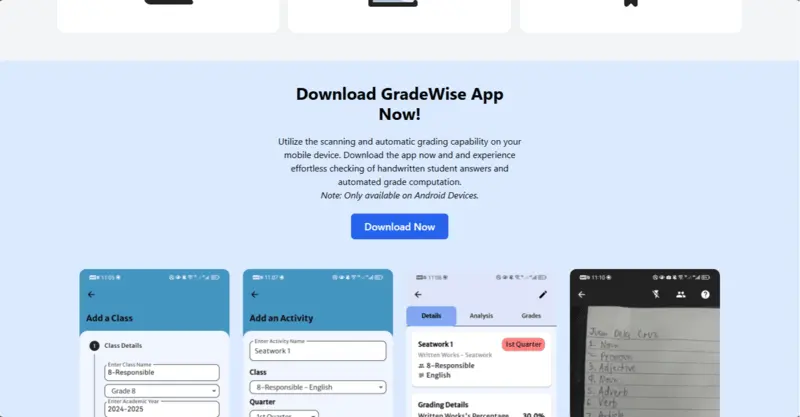 Download GradeWise App
Now!
Utilize the scanning and automatic grading capability on your
mobile device. Download the app now and and experience
effortless checking of handwritten student answers and
automated grade computation.
Note: Only available on Android Devices.
Download Now
11:05
Add a Class
1 Class Details
Enter Class Name
8-Responsible
Grade 8
Enter Academic Year
2024-2025
11:07
Add an Activity
Enter Activity Name
Seatwork 1
Class
8-Responsible - English
Quarter
1st Quarter
11:08
Details Analysis Grades
Seatwork 1 1st Quarter
Written Works - Seatwork
8-Responsible
English
Grading Details
Written Works's Percentage 30.0%
11:10
Juan Dela Cruz
1. Noun
2. Pronoun
3. Adjective
4. Noun
5. Adverb
6. Verb
7. Article